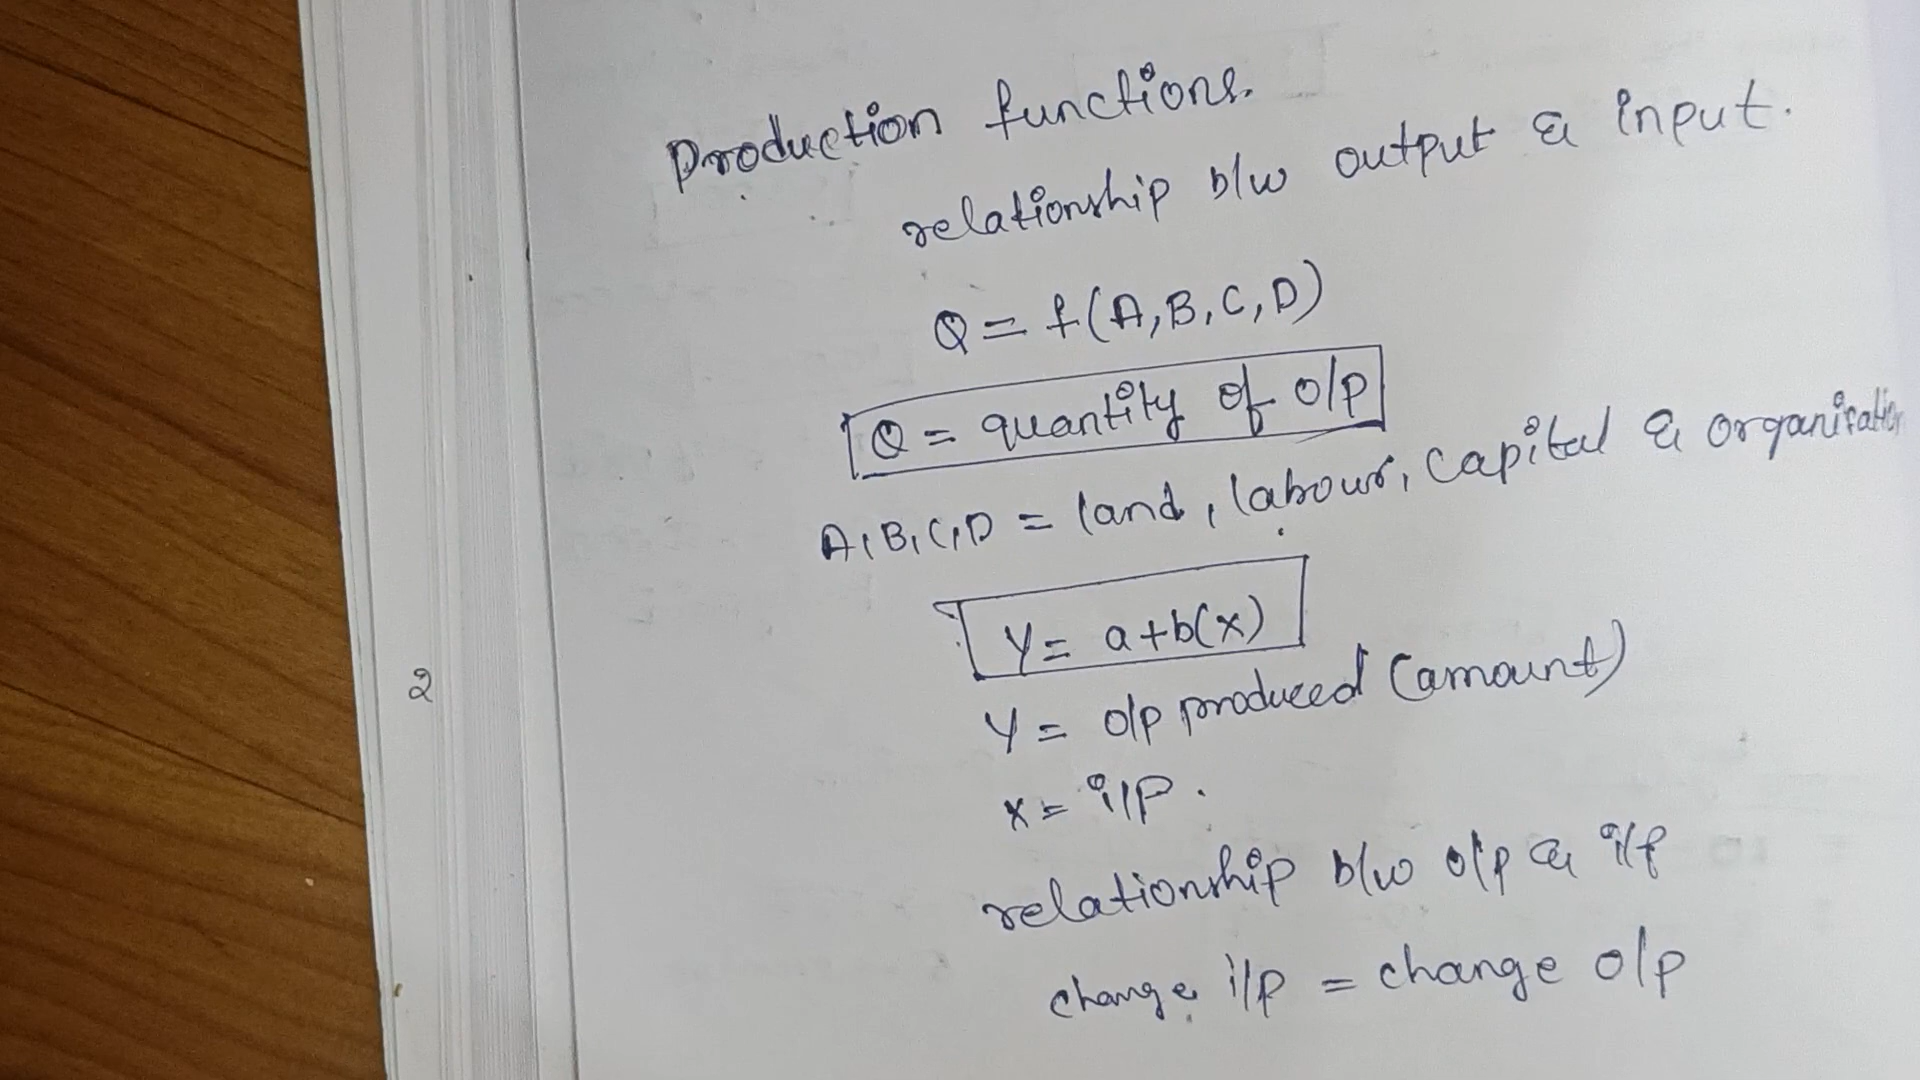 Production functions.
relationship b/w output & input.
Q = f(A,B,C,D)
Q = quantity of o/p
A,B,C,D = land, labour, capital & organisation
Y = a+b(x)
Y = o/p produced (amount)
2
x = i/p.
relationship b/w o/p & i/p
change i/p = change o/p